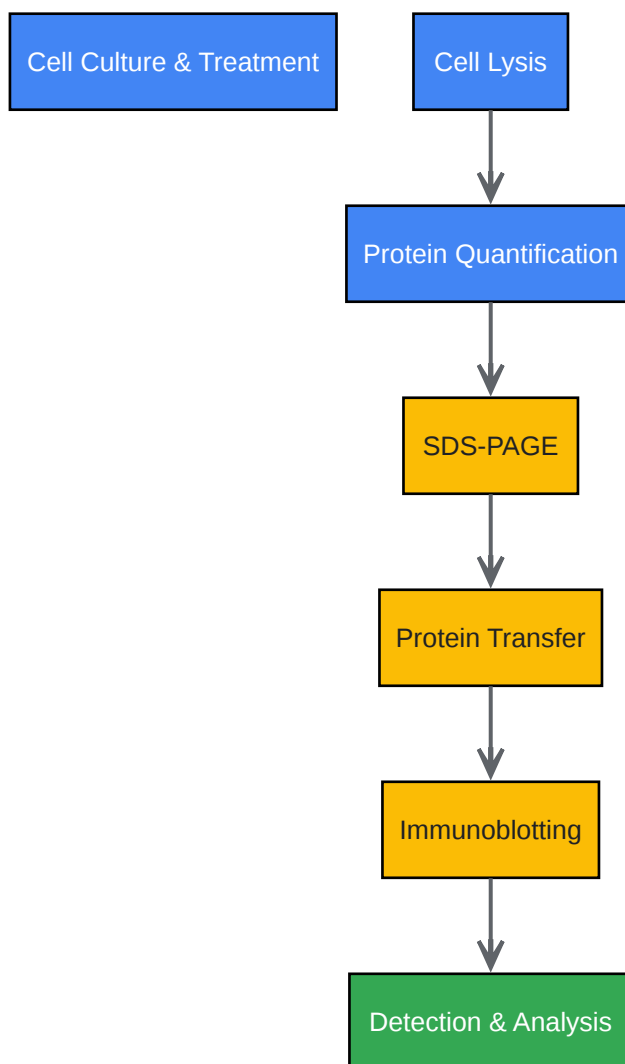 Cell Culture & Treatment
Cell Lysis
Protein Quantification
SDS-PAGE
Protein Transfer
Immunoblotting
Detection & Analysis